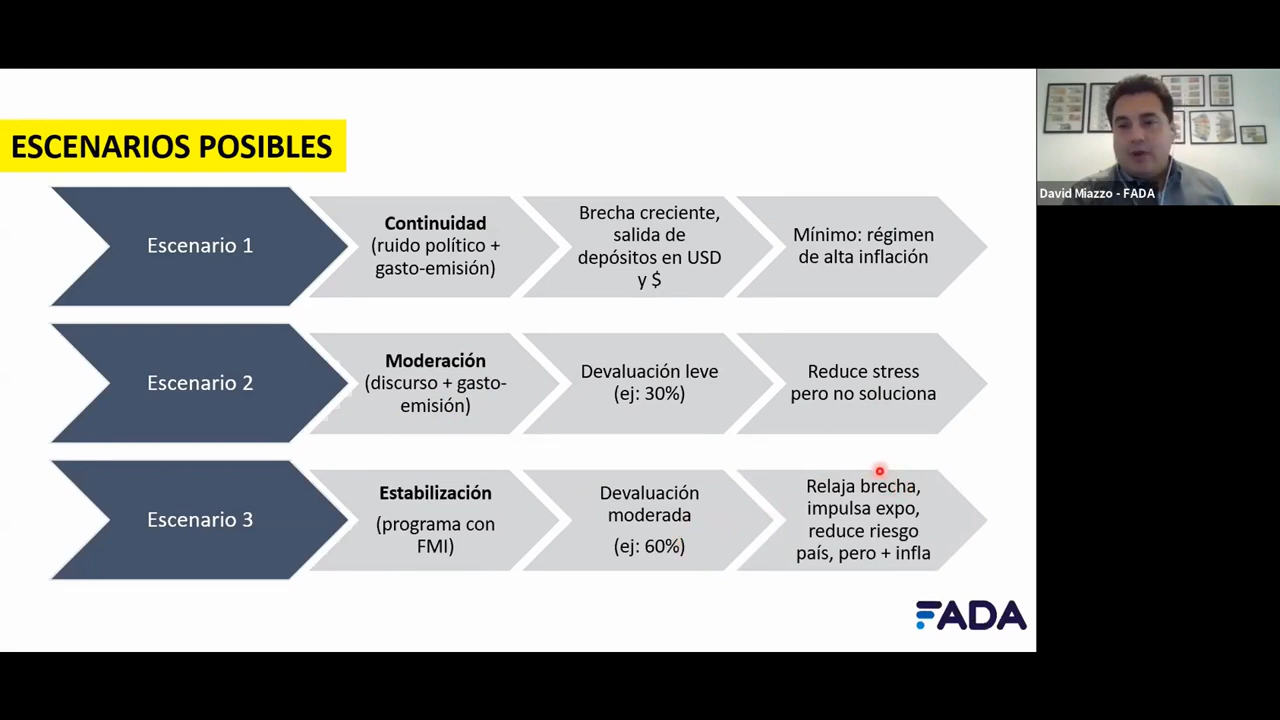 ESCENARIOS POSIBLES
David Miazzo - FADA
Escenario 1
Continuidad
(ruido político +
gasto-emisión)
Brecha creciente,
salida de
depósitos en USD
y $
Mínimo: régimen
de alta inflación
Escenario 2
Moderación
(discurso + gasto-
emisión)
Devaluación leve
(ej: 30%)
Reduce stress
pero no soluciona
Escenario 3
Estabilización
(programa con
FMI)
Devaluación
moderada
(ej: 60%)
Relaja brecha,
impulsa expo,
reduce riesgo
país, pero + infla
FADA